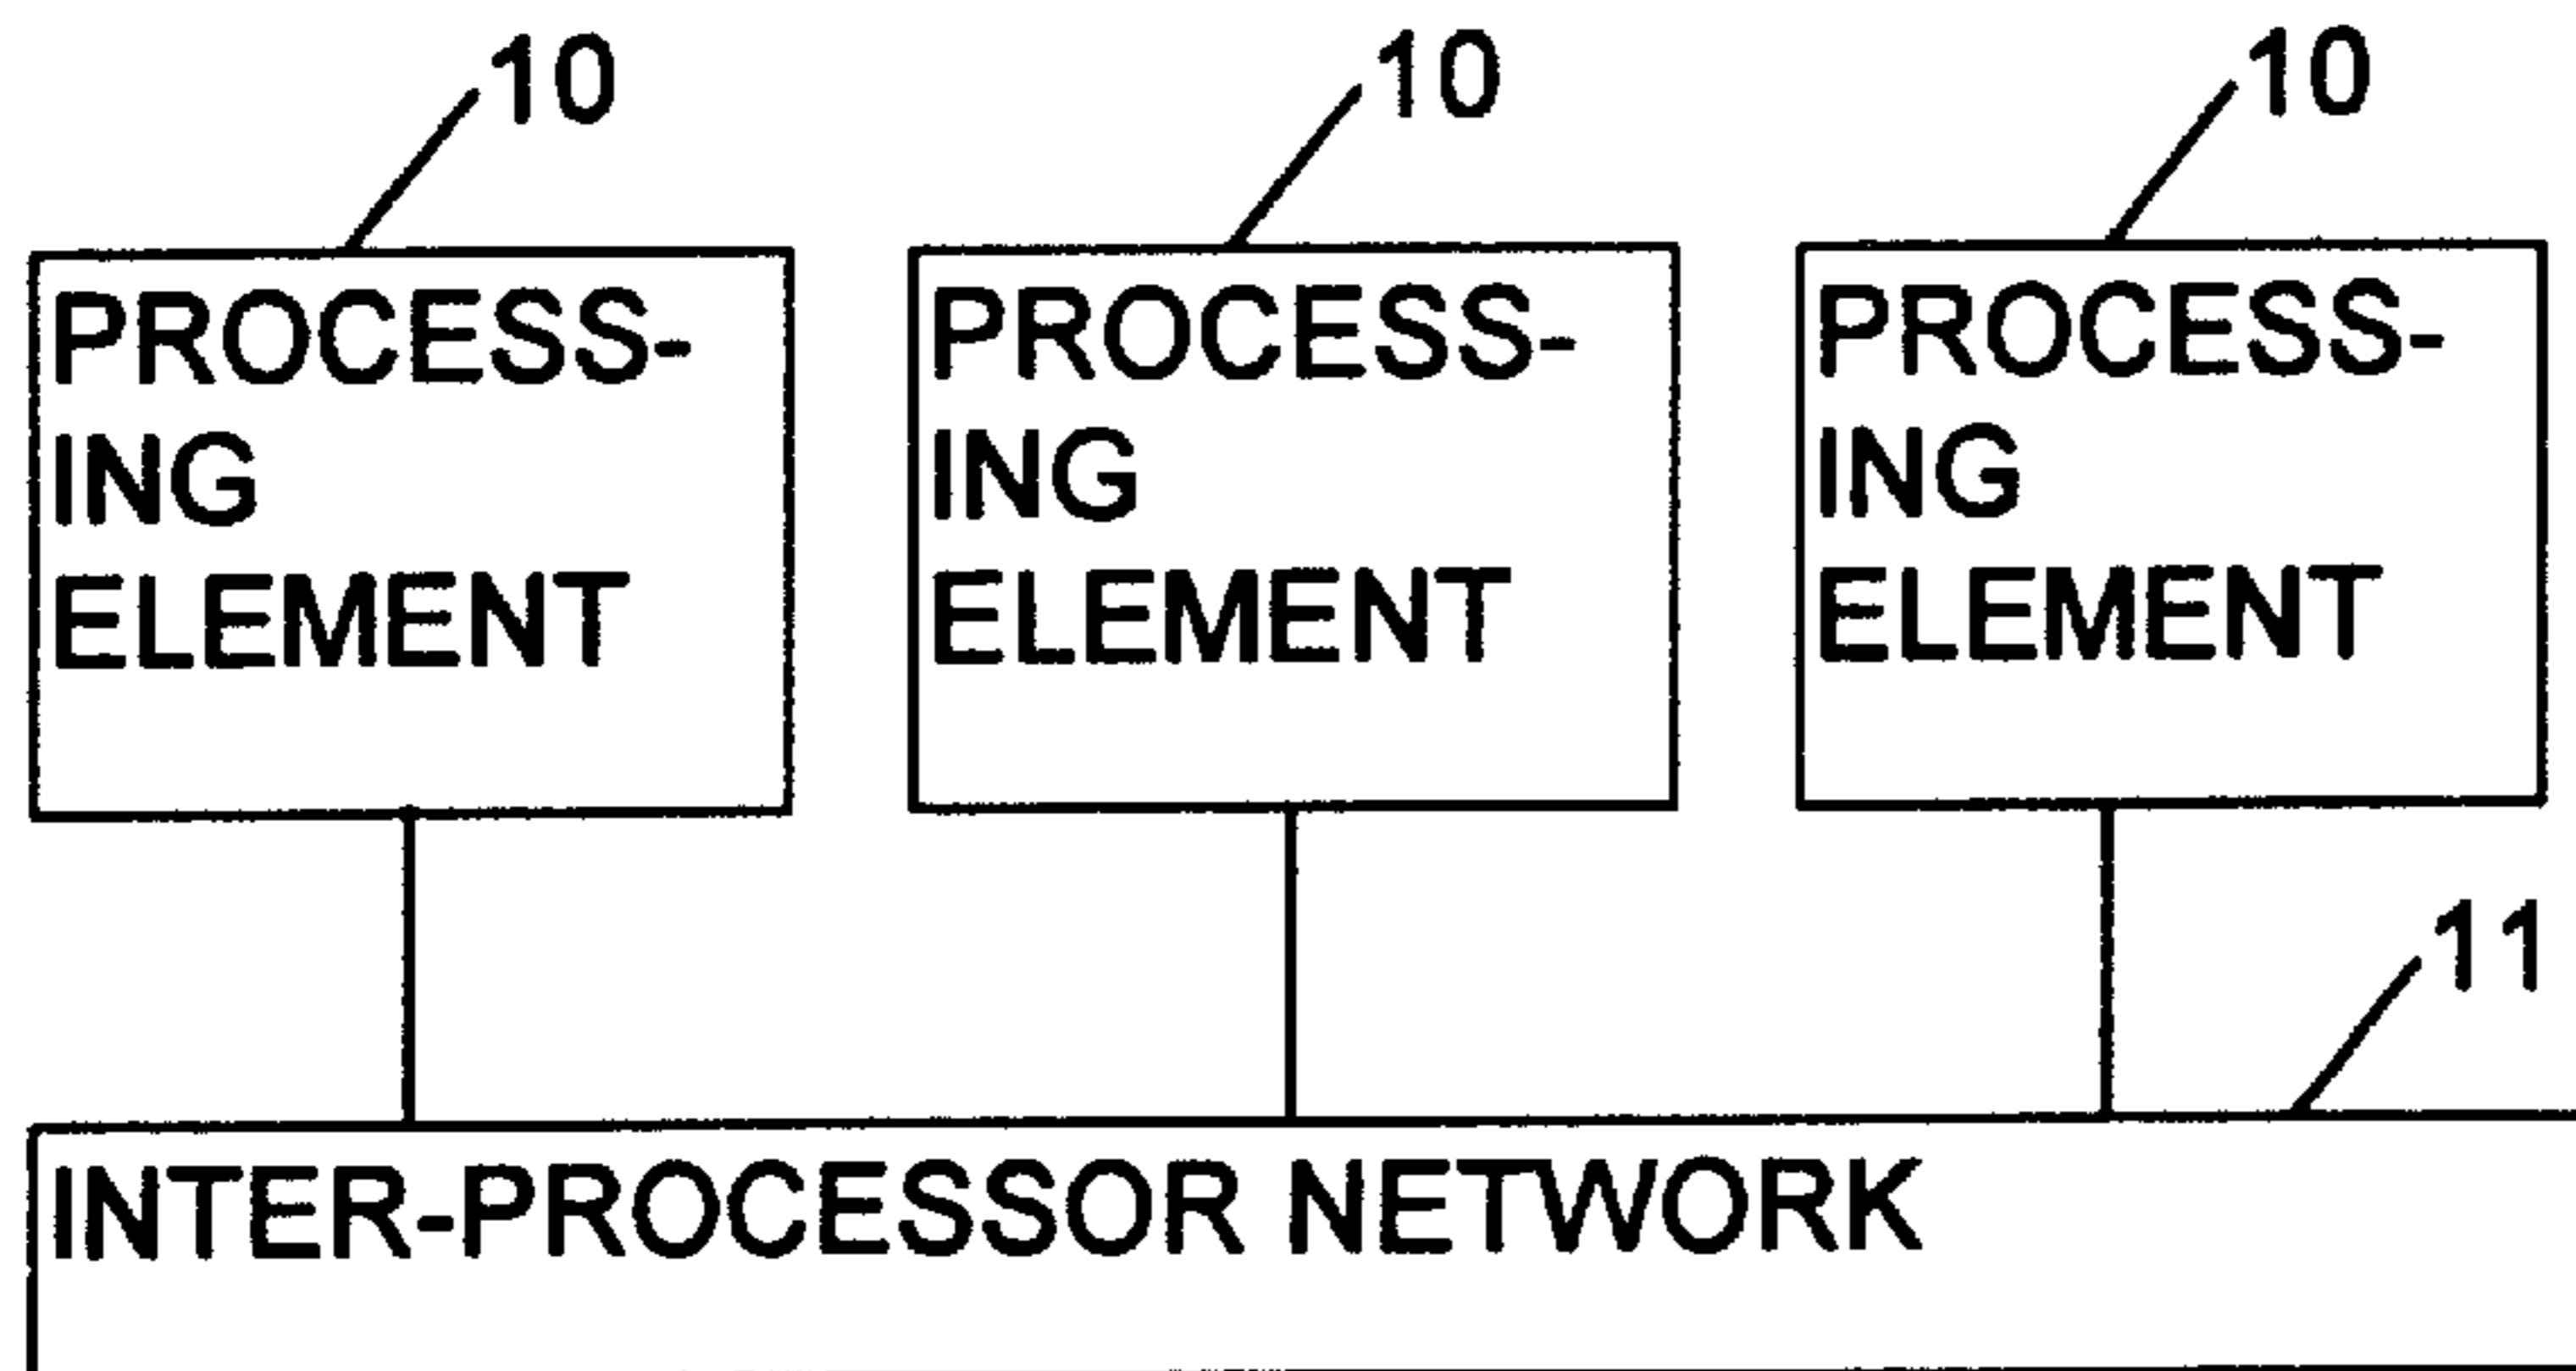 10
10
10
PROCESS-
ING
ELEMENT
PROCESS-
ING
ELEMENT
PROCESS-
ING
ELEMENT
11
INTER-PROCESSOR NETWORK